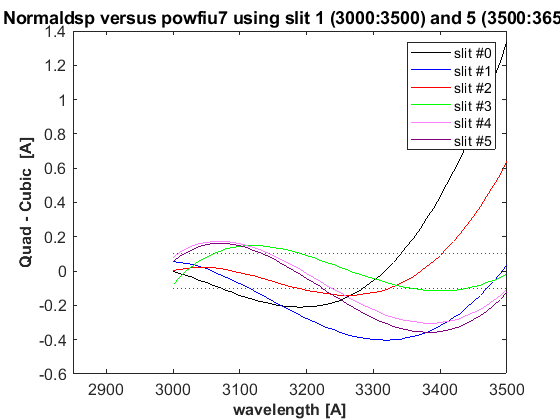 Normaldsp versus powfiu7 using slit 1 (3000:3500) and 5 (3500:365
1.4
1.2
1
0.8
0.6
0.4
0.2
0
-0.2
-0.4
-0.6
Quad - Cubic [A]
slit #0
slit #1
slit #2
slit #3
slit #4
slit #5
2900 3000 3100 3200 3300 3400 3500
wavelength [A]